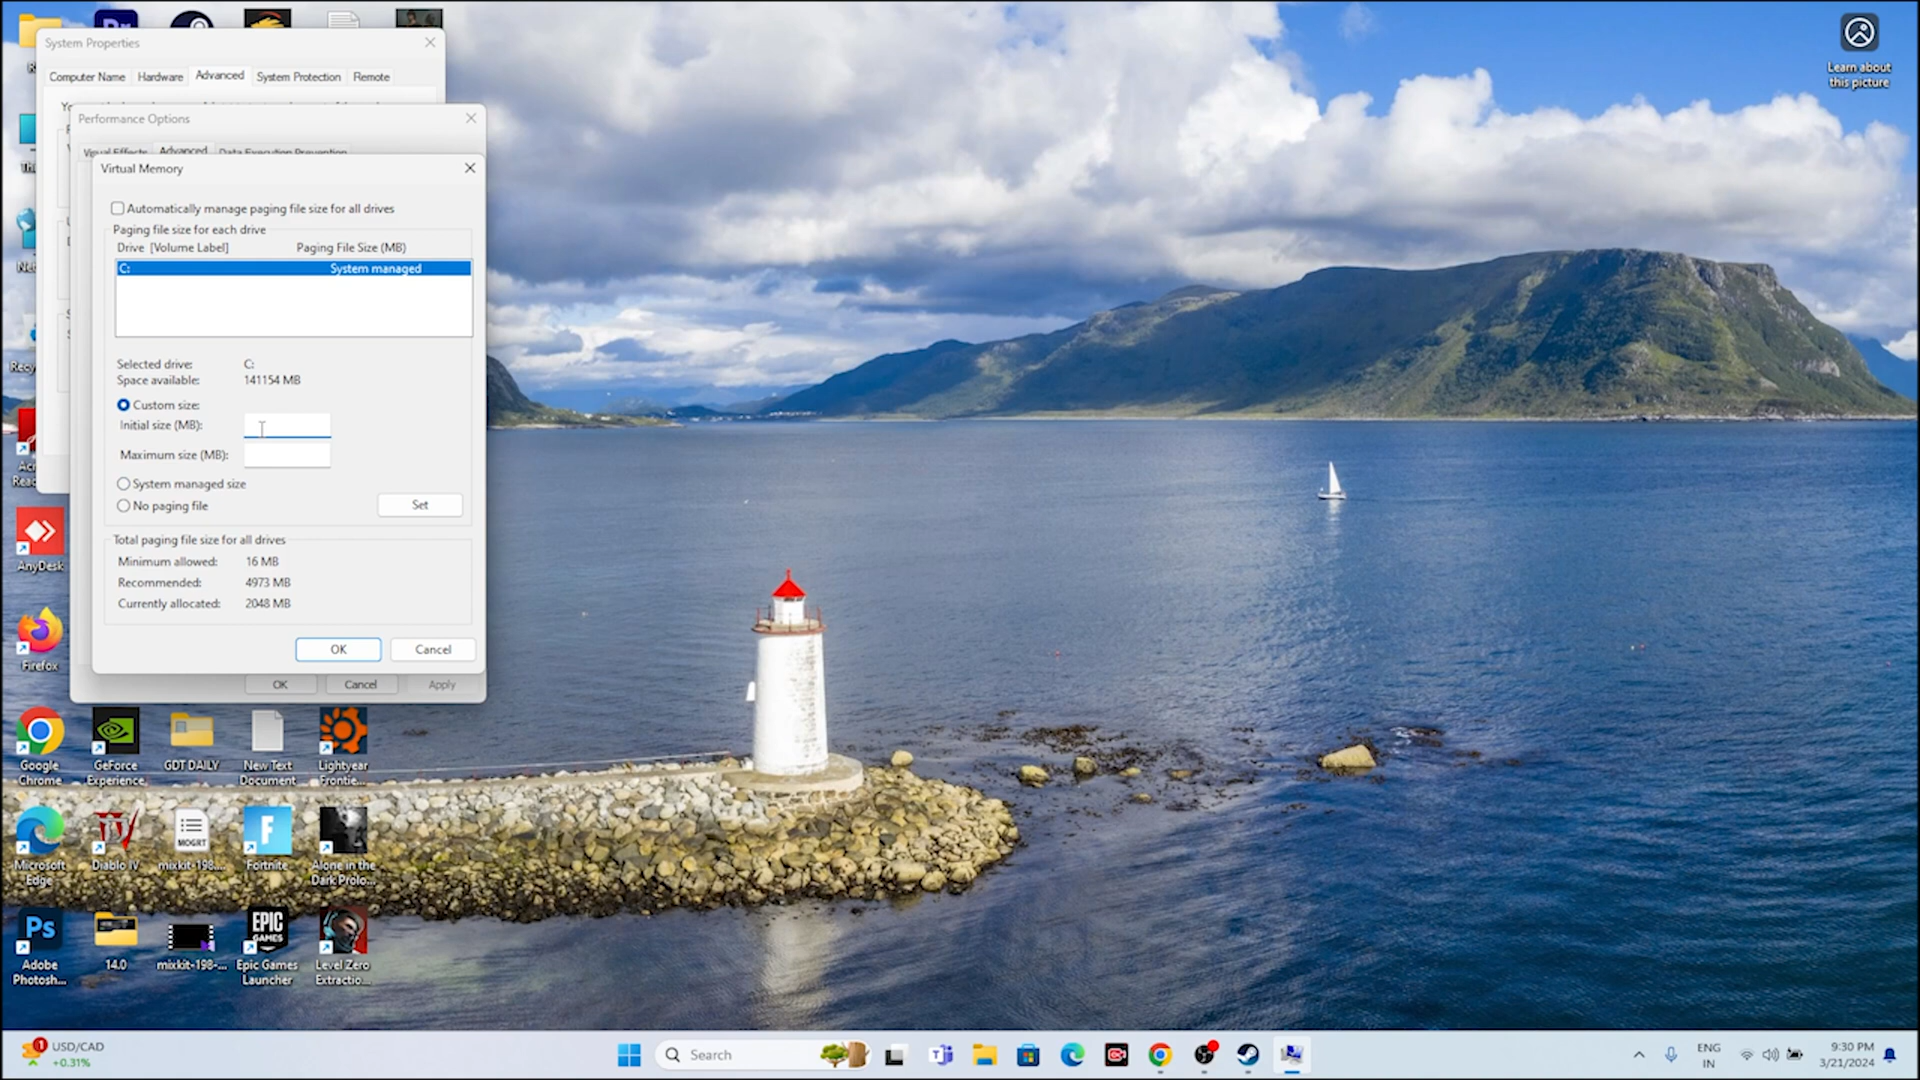 System Properties
Computer Name
Hardware
Advanced
System Protection
Remote
Performance Options
Visual Effects
Advanced
Data Execution Prevention
Virtual Memory
Automatically manage paging file size for all drives
Paging file size for each drive
Drive [Volume Label]
Paging File Size (MB)
C:
System managed
Selected drive:
C:
Space available:
141154 MB
Custom size:
Initial size (MB):
Maximum size (MB):
System managed size
No paging file
Set
Total paging file size for all drives
Minimum allowed:
16 MB
Recommended:
4973 MB
Currently allocated:
2048 MB
OK
Cancel
OK
Cancel
Apply
Learn about
this picture
AnyDesk
Firefox
Google
Chrome
GeForce
Experience
GDT DAILY
New Text
Document
Lightyear
Frontie...
Microsoft
Edge
Diablo IV
MOGRT
mixkit-198...
F
Fortnite
Alone in the
Dark Prolo...
Ps
Adobe
Photosh...
14.0
mixkit-198-...
EPIC
GAMES
Epic Games
Launcher
Level Zero
Extractio...
1
USD/CAD
+0.31%
Search
ENG
IN
9:30 PM
3/21/2024